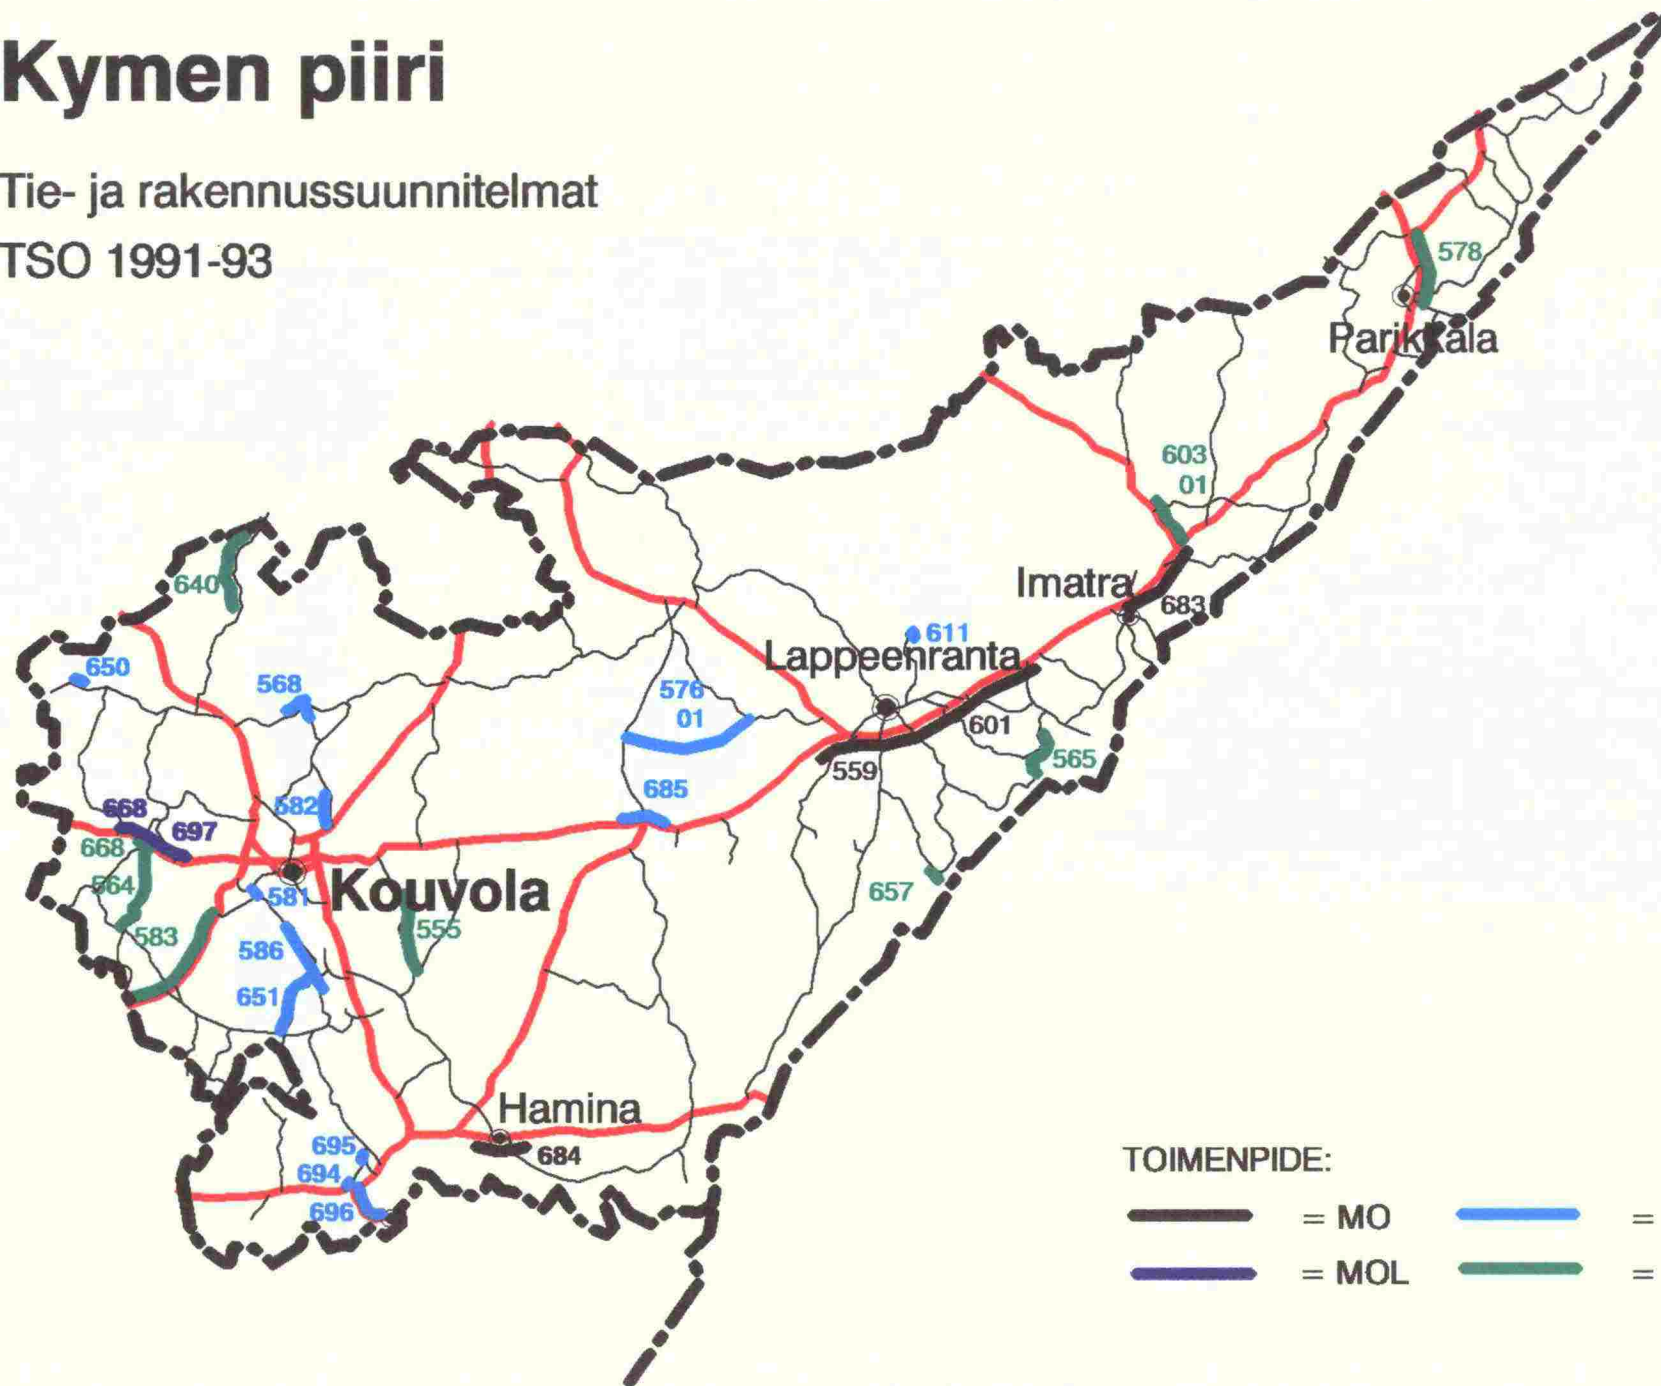 Kymen piiri
Tie- ja rakennussuunnitelmat
TSO 1991-93
578
Parikkala
603
01
640
Imatra
683
611
650
Lappeenranta
568
576
01
601
565
559
685
582
668
697
668
564
657
581
Kouvola
583
555
586
651
Hamina
695
684
694
696
TOIMENPIDE:
= MO
=
= MOL
=